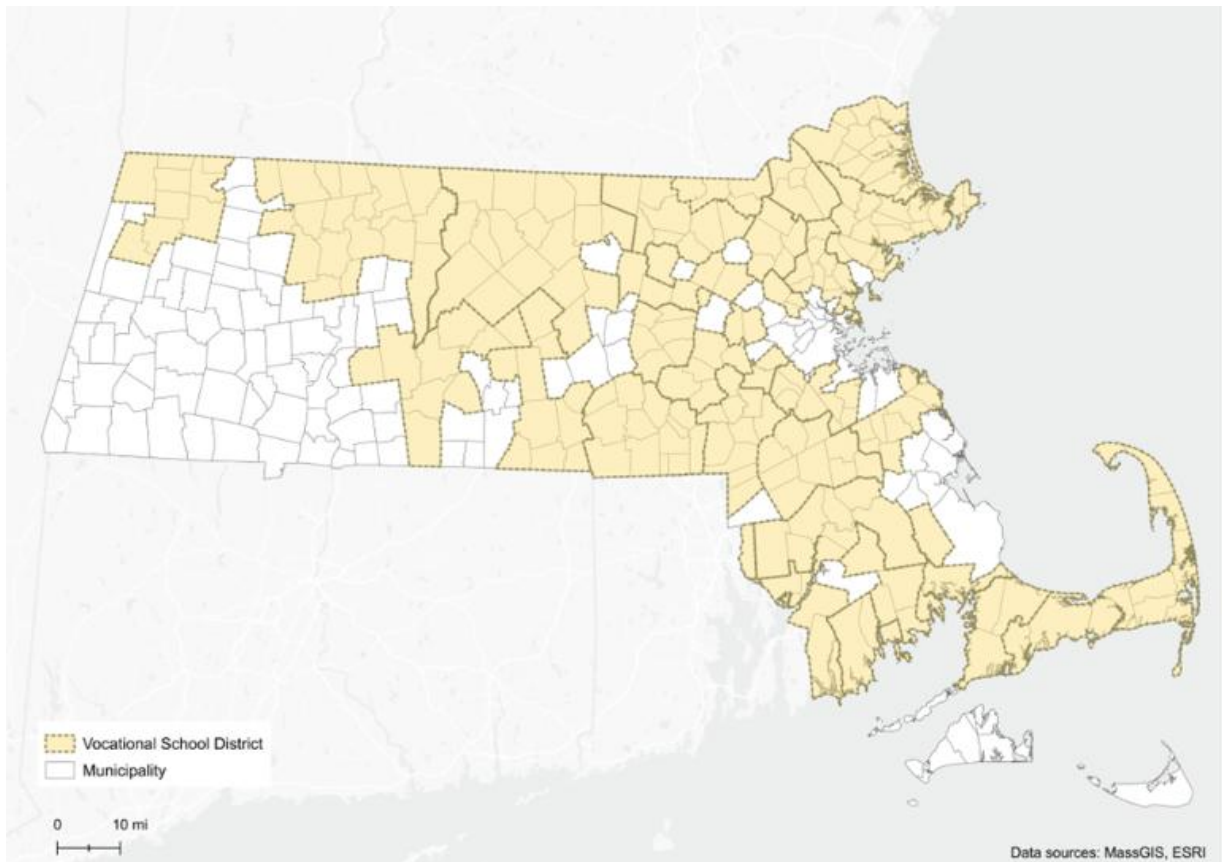 Vocational School District
Municipality
0 10 mi
Data sources: MassGIS, ESRI